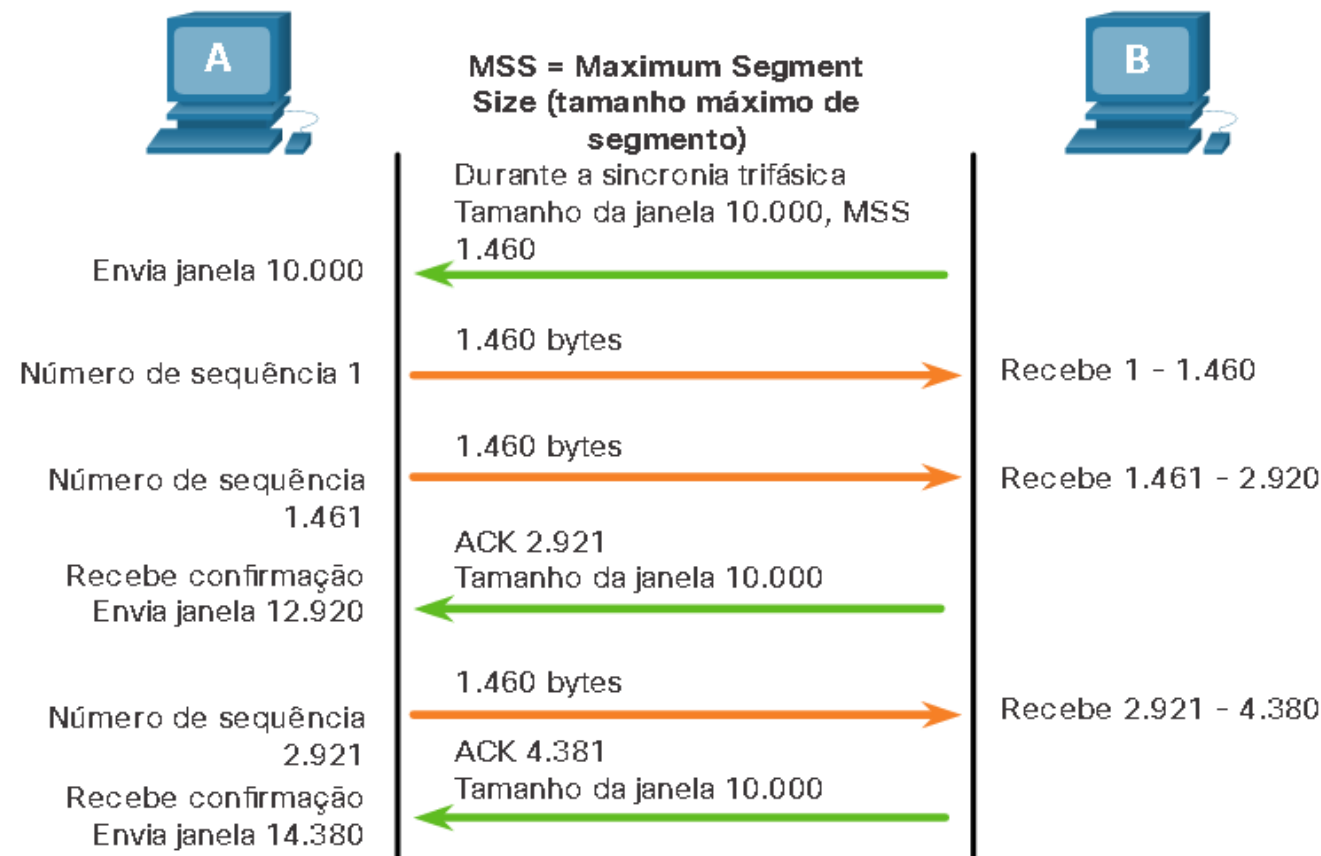 A
B
MSS = Maximum Segment
Size (tamanho máximo de
segmento)
Durante a sincronia trifásica
Tamanho da janela 10.000, MSS
1.460
Envia janela 10.000
1.460 bytes
Número de sequência 1
Recebe 1 - 1.460
1.460 bytes
Número de sequência
1.461
Recebe 1.461 - 2.920
ACK 2.921
Tamanho da janela 10.000
Recebe confirmação
Envia janela 12.920
1.460 bytes
Número de sequência
2.921
Recebe 2.921 - 4.380
ACK 4.381
Tamanho da janela 10.000
Recebe confirmação
Envia janela 14.380